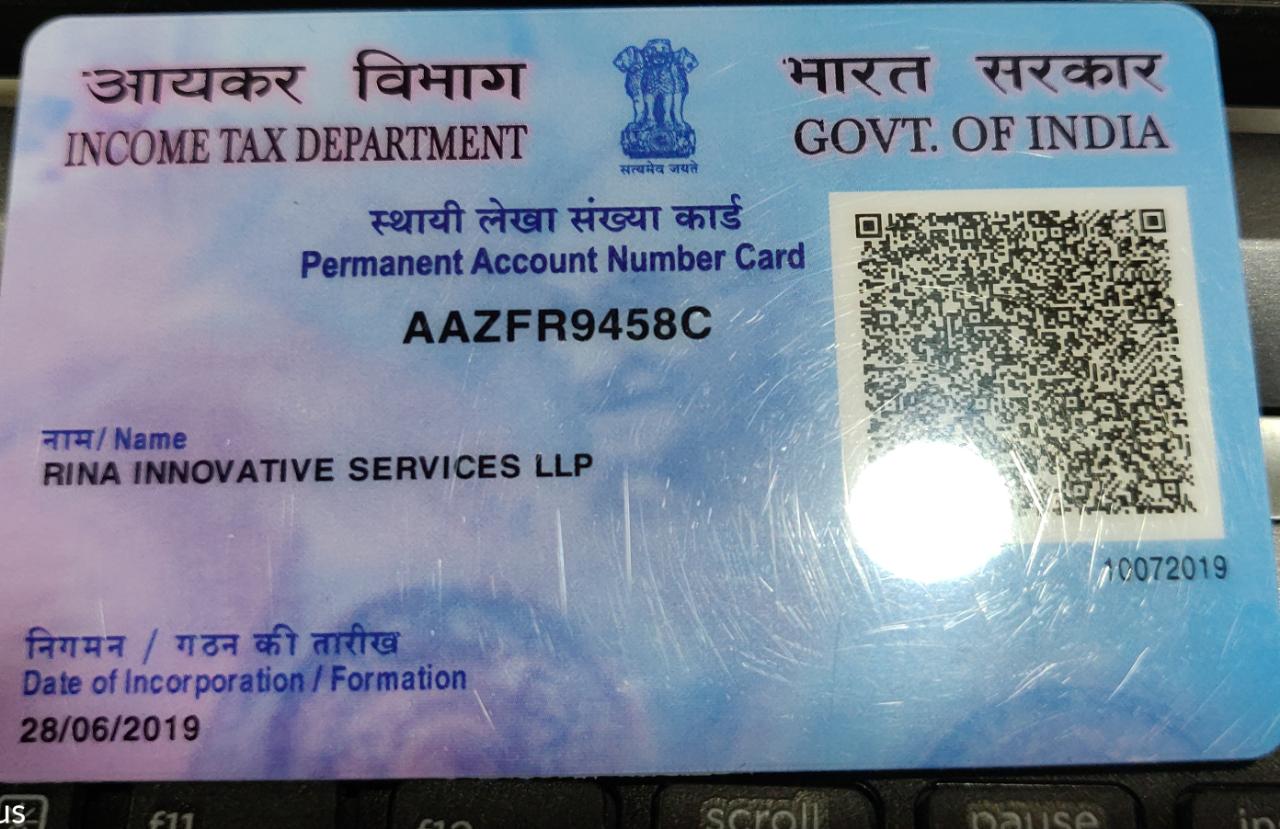 आयकर विभाग
INCOME TAX DEPARTMENT
सत्यमेव जयते
भारत सरकार
GOVT. OF INDIA
स्थायी लेखा संख्या कार्ड
Permanent Account Number Card
AAZFR9458C
नाम/ Name
RINA INNOVATIVE SERVICES LLP
10072019
निगमन / गठन की तारीख
Date of Incorporation / Formation
28/06/2019
us
f11
scroll
pause